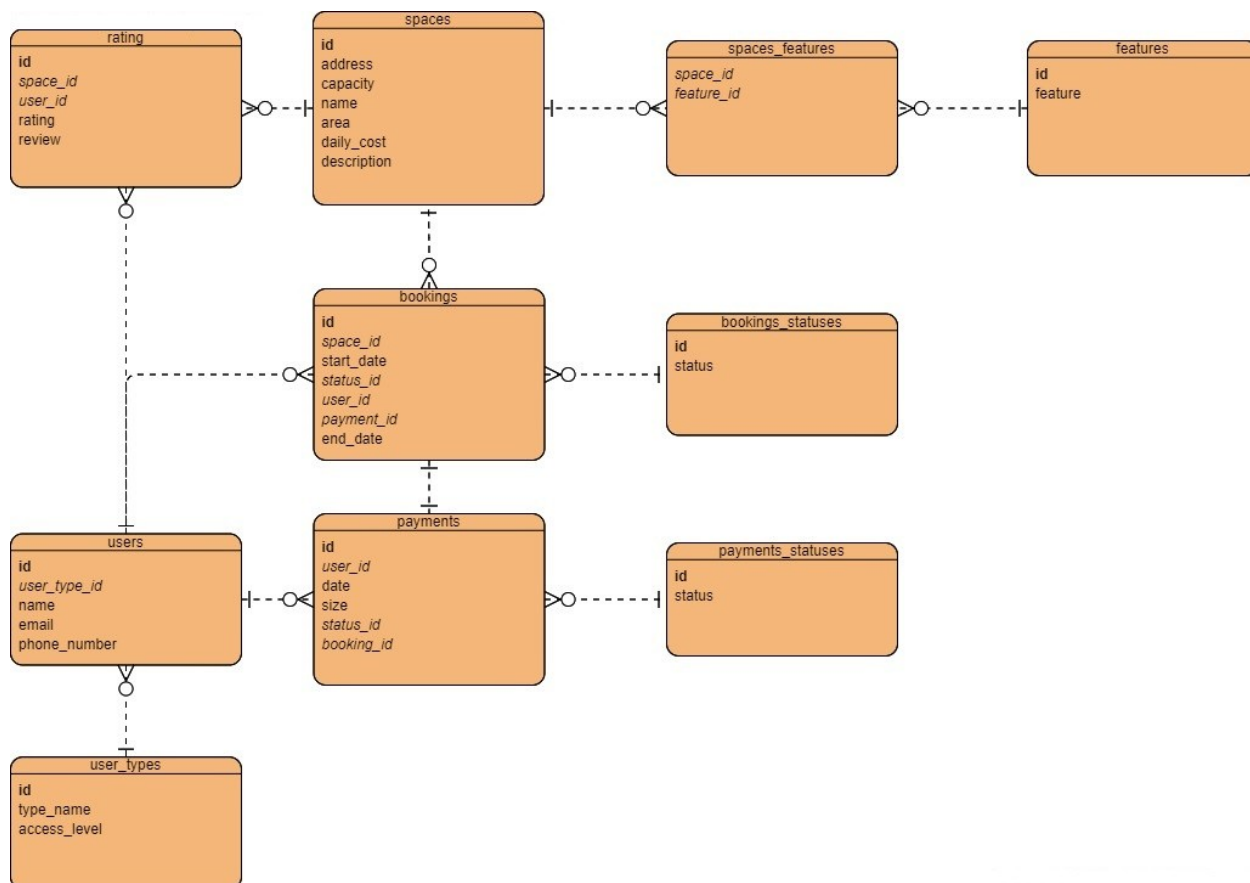 rating
id
space_id
user_id
rating
review
spaces
id
address
capacity
name
area
daily_cost
description
spaces_features
space_id
feature_id
features
id
feature
bookings
id
space_id
start_date
status_id
user_id
payment_id
end_date
bookings_statuses
id
status
users
id
user_type_id
name
email
phone_number
payments
id
user_id
date
size
status_id
booking_id
payments_statuses
id
status
user_types
id
type_name
access_level